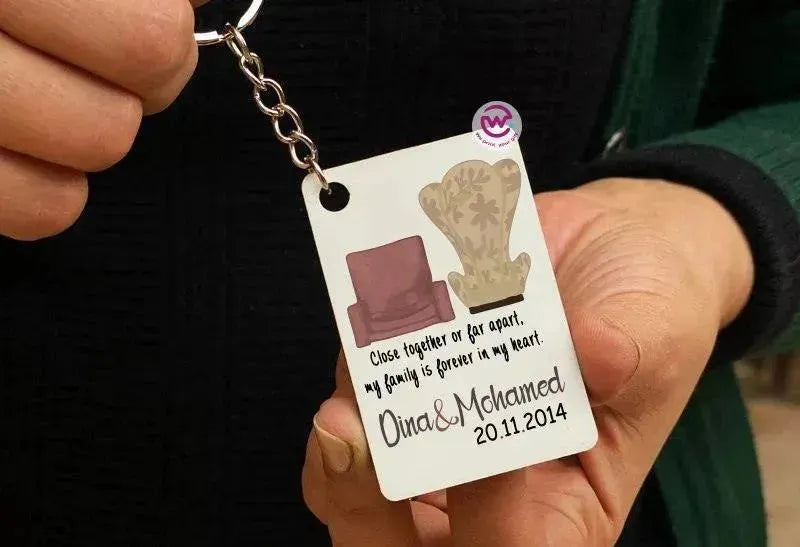 Close together or far apart,
my family is forever in my heart.
Dina&Mohamed
20.11.2014